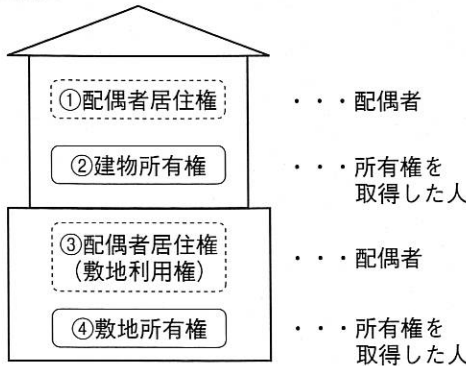 ①配偶者居住権 ・・・配偶者
②建物所有権 ・・・所有権を
取得した人
③配偶者居住権
(敷地利用権) ・・・配偶者
④敷地所有権 ・・・所有権を
取得した人